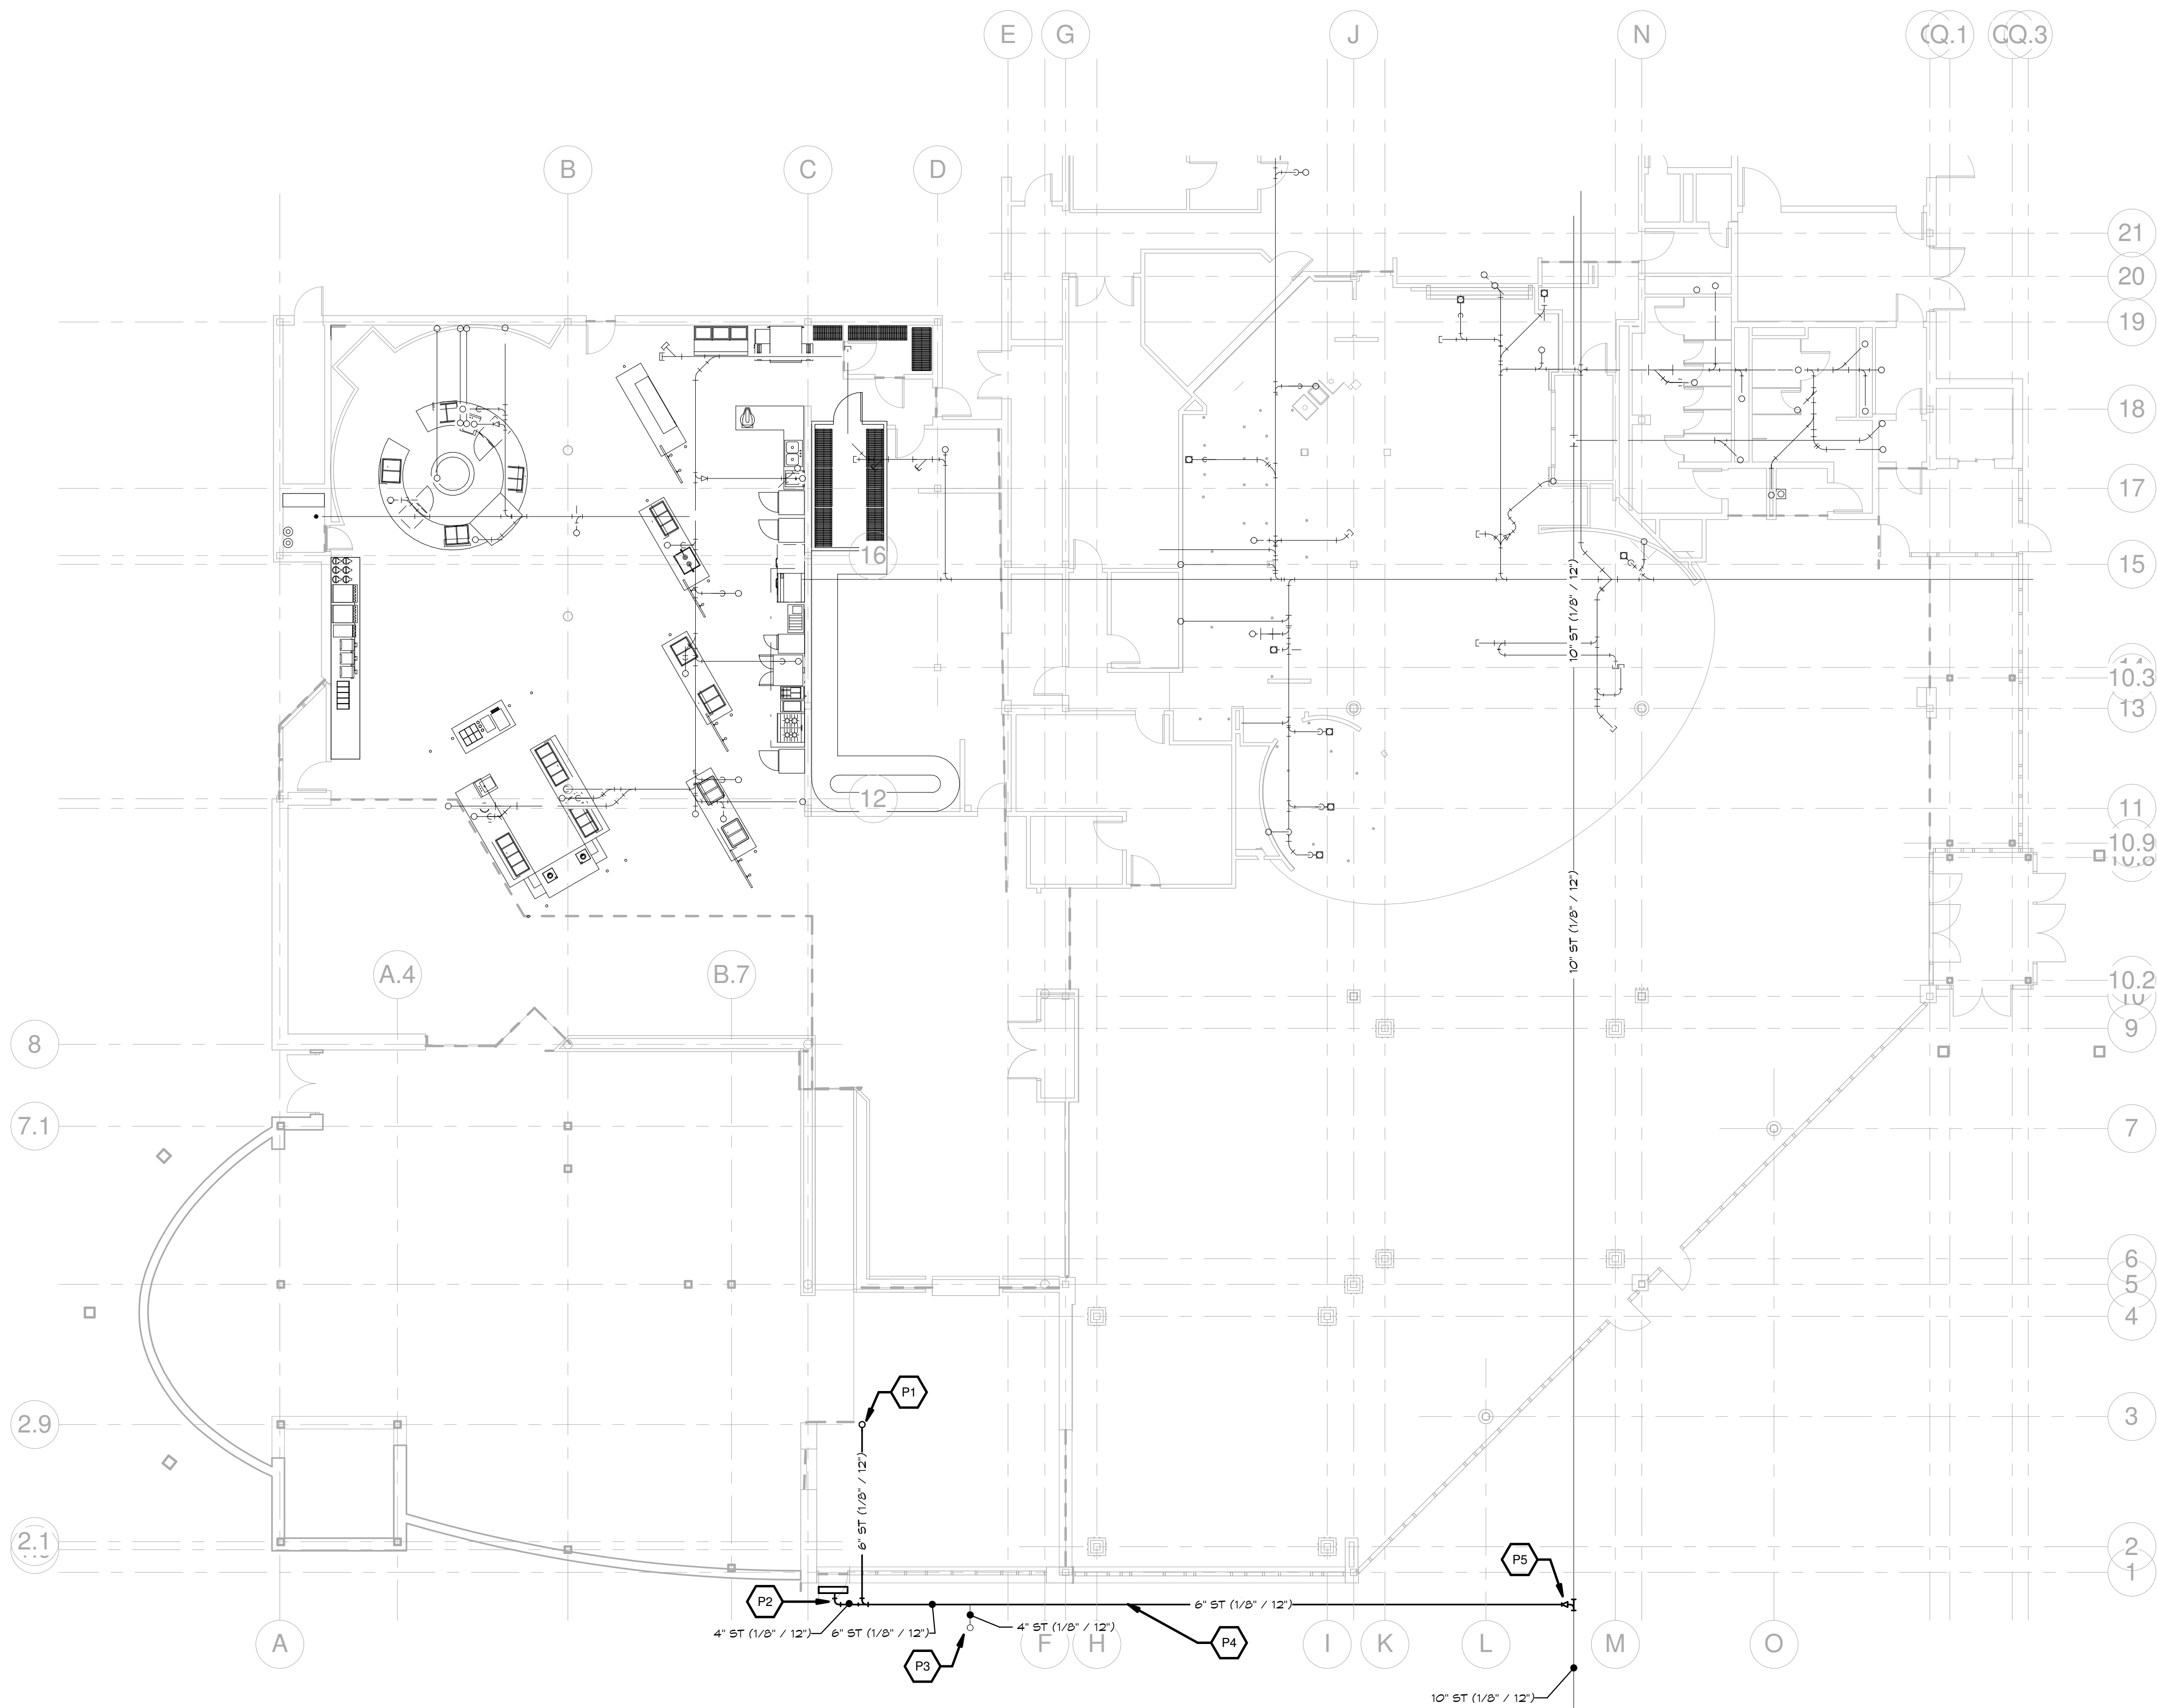 E
G
J
N
Q.1
Q.3
B
C
D
21
20
19
18
17
16
15
10.3
13
12
11
10.9
10.8
10.2
10
9
A.4
B.7
8
7.1
7
6
5
4
2.9
3
2.1
2
1
10" ST (1/8" / 12")
10" ST (1/8" / 12")
P1
6" ST (1/8" / 12")
P2
P5
6" ST (1/8" / 12")
4" ST (1/8" / 12")
6" ST (1/8" / 12")
4" ST (1/8" / 12")
P3
P4
A
F
H
I
K
L
M
O
10" ST (1/8" / 12")